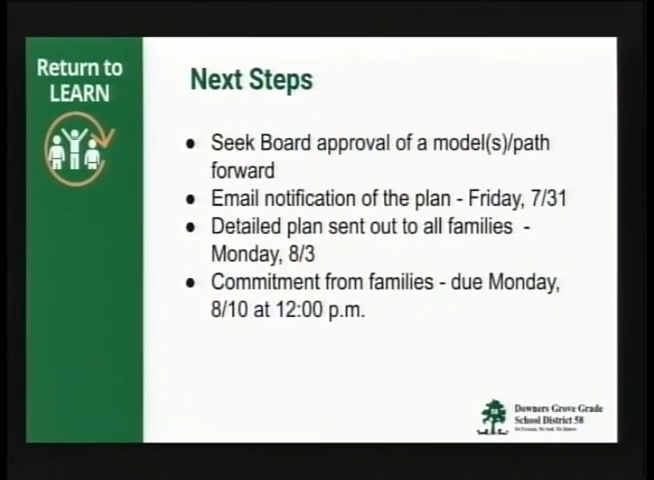 Return to
LEARN
Next Steps
● Seek Board approval of a model(s)/path
forward
● Email notification of the plan - Friday, 7/31
● Detailed plan sent out to all families -
Monday, 8/3
● Commitment from families - due Monday,
8/10 at 12:00 p.m.
Downers Grove Grade
School District 58